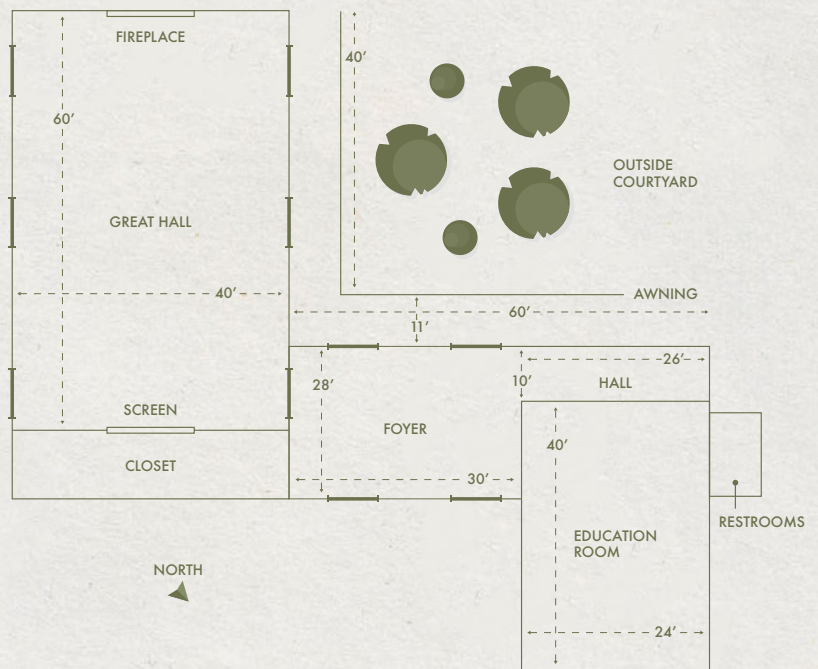 FIREPLACE
40’
60’
OUTSIDE
COURTYARD
GREAT HALL
40’
AWNING
60’
11’
26’
28’
10’
HALL
SCREEN
FOYER
40’
CLOSET
30’
RESTROOMS
EDUCATION
ROOM
NORTH
24’